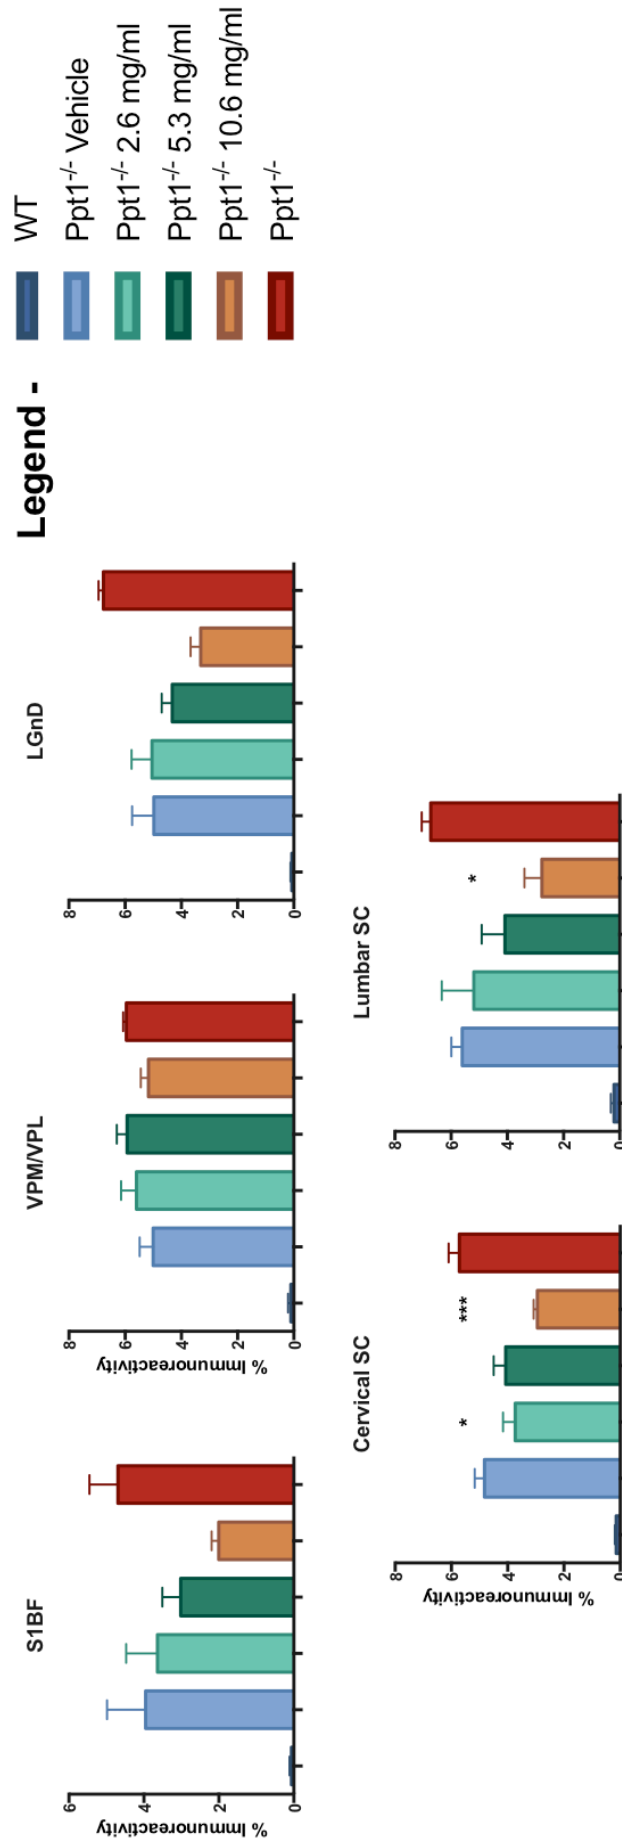 S1BF
% Immunoreactivity
6
4
2
0
VPM/VPL
% Immunoreactivity
8
6
4
2
0
LGnD
8
6
4
2
0
Legend -
WT
Ppt1-/- Vehicle
Ppt1-/- 2.6 mg/ml
Ppt1-/- 5.3 mg/ml
Ppt1-/- 10.6 mg/ml
Ppt1-/-
Cervical SC
% Immunoreactivity
8
6
4
2
0
*
***
Lumbar SC
8
6
4
2
0
*